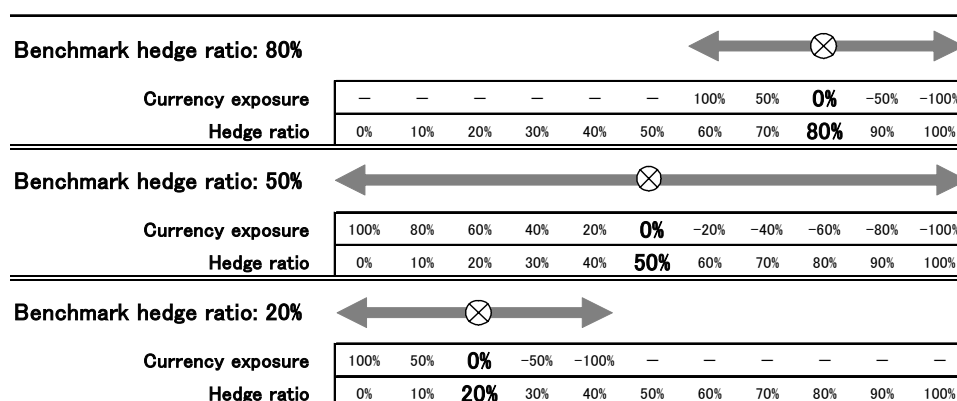 Benchmark hedge ratio: 80%
Currency exposure – – – – – – 100% 50% 0% -50% -100%
Hedge ratio 0% 10% 20% 30% 40% 50% 60% 70% 80% 90% 100%
Benchmark hedge ratio: 50%
Currency exposure 100% 80% 60% 40% 20% 0% -20% -40% -60% -80% -100%
Hedge ratio 0% 10% 20% 30% 40% 50% 60% 70% 80% 90% 100%
Benchmark hedge ratio: 20%
Currency exposure 100% 50% 0% -50% -100% – – – – – –
Hedge ratio 0% 10% 20% 30% 40% 50% 60% 70% 80% 90% 100%